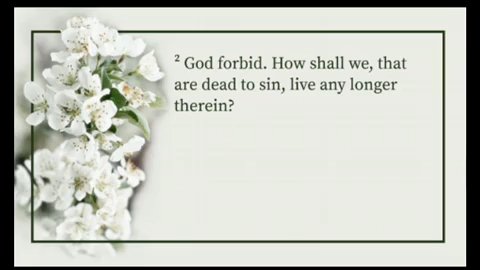 ² God forbid. How shall we, that
are dead to sin, live any longer
therein?